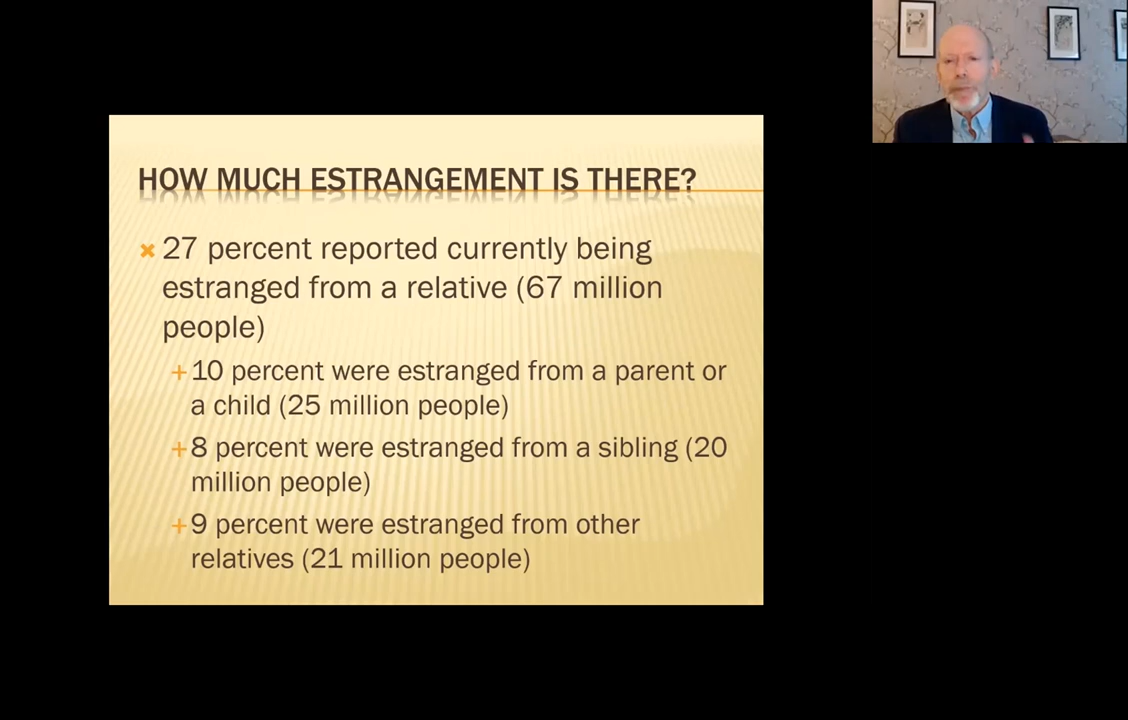 HOW MUCH ESTRANGEMENT IS THERE?
27 percent reported currently being
estranged from a relative (67 million
people)
10 percent were estranged from a parent or
a child (25 million people)
8 percent were estranged from a sibling (20
million people)
9 percent were estranged from other
relatives (21 million people)